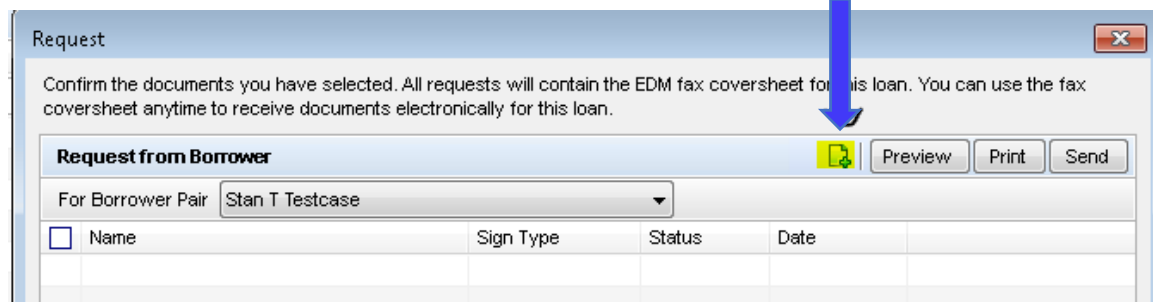 Request
Confirm the documents you have selected. All requests will contain the EDM fax coversheet for this loan. You can use the fax
coversheet anytime to receive documents electronically for this loan.
Request from Borrower Preview Print Send
For Borrower Pair Stan T Testcase
Name Sign Type Status Date